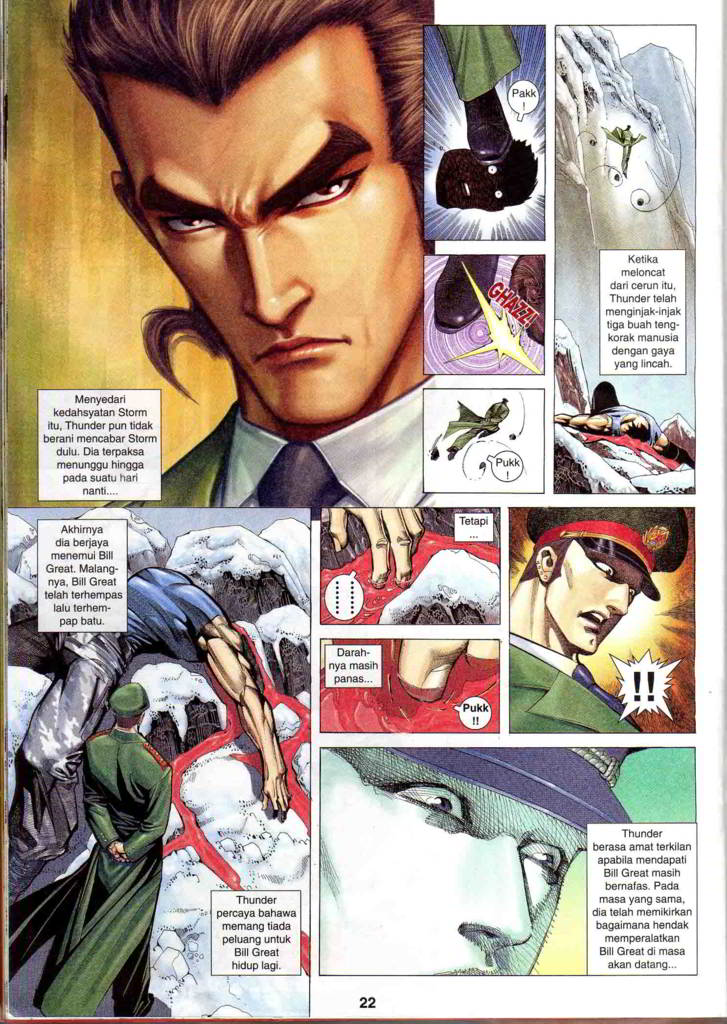 Menyedari
kedahsyatan Storm
itu, Thunder pun tidak
berani mencabar Storm
dulu. Dia terpaksa
menunggu hingga
pada suatu hari
nanti....
Pakk
!
GHAZZ!
Pukk
!
Ketika
meloncat
dari cerun itu,
Thunder telah
menginjak-injak
tiga buah teng-
korak manusia
dengan gaya
yang lincah.
Akhirnya
dia berjaya
menemui Bill
Great. Malang-
nya, Bill Great
telah terhempas
lalu terhem-
pap batu.
Thunder
percaya bahawa
memang tiada
peluang untuk
Bill Great
hidup lagi.
Tetapi
...
Darah-
nya masih
panas...
Pukk
!!
!!
Thunder
berasa amat terkilan
apabila mendapati
Bill Great masih
bernafas. Pada
masa yang sama,
dia telah memikirkan
bagaimana hendak
memperalatkan
Bill Great di masa
akan datang...
22